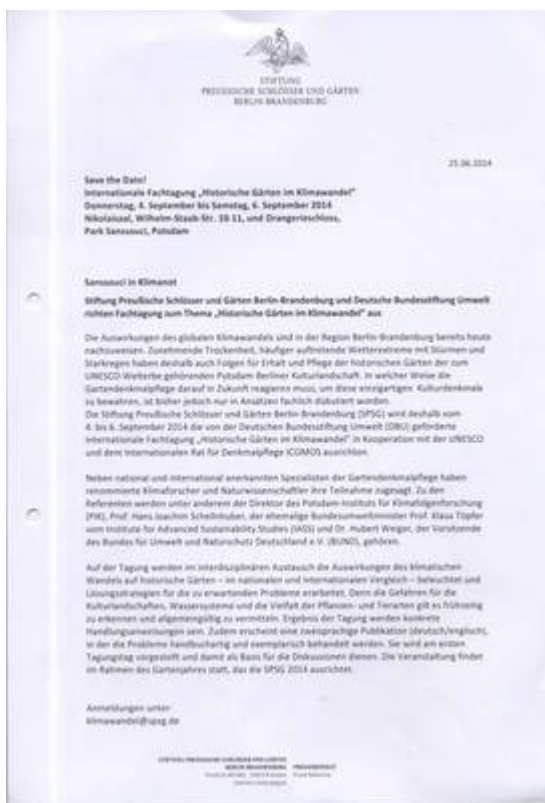 STIFTUNG
PREUSSISCHE SCHLÖSSER UND GÄRTEN
BERLIN-BRANDENBURG
25.06.2014
Save the Date!
Internationale Fachtagung „Historische Gärten im Klimawandel“
Donnerstag, 4. September bis Samstag, 6. September 2014
Nikolaisaal, Wilhelm-Staab-Str. 10-11, und Orangerieschloss,
Park Sanssouci, Potsdam
Sanssouci in Klimanot
Stiftung Preußische Schlösser und Gärten Berlin-Brandenburg und Deutsche Bundesstiftung Umwelt
richten Fachtagung zum Thema „Historische Gärten im Klimawandel“ aus
Die Auswirkungen des globalen Klimawandels sind in der Region Berlin-Brandenburg bereits heute
nachzuweisen. Zunehmende Trockenheit, häufiger auftretende Wetterextreme mit Stürmen und
Starkregen haben deshalb auch Folgen für Erhalt und Pflege der historischen Gärten der zum
UNESCO-Welterbe gehörenden Potsdam-Berliner Kulturlandschaft. In welcher Weise die
Gartendenkmalpflege darauf in Zukunft reagieren muss, um diese einzigartigen Kulturdenkmale
zu bewahren, ist bisher jedoch nur in Ansätzen fachlich diskutiert worden.
Die Stiftung Preußische Schlösser und Gärten Berlin-Brandenburg (SPSG) wird deshalb vom
4. bis 6. September 2014 die von der Deutschen Bundesstiftung Umwelt (DBU) geförderte
Internationale Fachtagung „Historische Gärten im Klimawandel“ in Kooperation mit der UNESCO
und dem Internationalen Rat für Denkmalpflege ICOMOS ausrichten.
Neben national und international anerkannten Spezialisten der Gartendenkmalpflege haben
renommierte Klimaforscher und Naturwissenschaftler ihre Teilnahme zugesagt. Zu den
Referenten werden unter anderem der Direktor des Potsdam-Instituts für Klimafolgenforschung
(PIK), Prof. Hans Joachim Schellnhuber, der ehemalige Bundesumweltminister Prof. Klaus Töpfer
vom Institute for Advanced Sustainability Studies (IASS) und Dr. Hubert Weiger, der Vorsitzende
des Bundes für Umwelt und Naturschutz Deutschland e.V. (BUND), gehören.
Auf der Tagung werden im interdisziplinären Austausch die Auswirkungen des klimatischen
Wandels auf historische Gärten – im nationalen und internationalen Vergleich – beleuchtet und
Lösungsstrategien für die zu erwartenden Probleme erarbeitet. Denn die Gefahren für die
Kulturlandschaften, Wassersysteme und die Vielfalt der Pflanzen- und Tierarten gilt es frühzeitig
zu erkennen und allgemeingültig zu vermitteln. Ergebnis der Tagung werden konkrete
Handlungsanweisungen sein. Zudem erscheint eine zweisprachige Publikation (deutsch/englisch),
in der die Probleme handbuchartig und exemplarisch behandelt werden. Sie wird am ersten
Tagungstag vorgestellt und damit als Basis für die Diskussionen dienen. Die Veranstaltung findet
im Rahmen des Gartenjahres statt, das die SPSG 2014 ausrichtet.
Anmeldungen unter
klimawandel@spsg.de
STIFTUNG PREUSSISCHE SCHLÖSSER UND GÄRTEN
BERLIN-BRANDENBURG